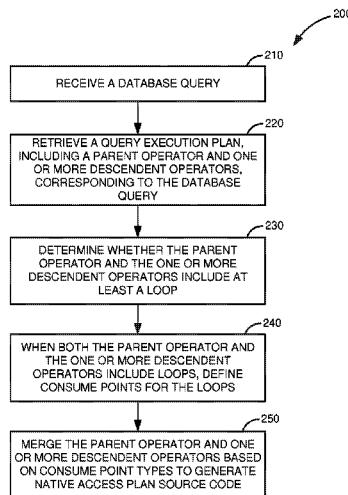 200
210
RECEIVE A DATABASE QUERY
220
RETRIEVE A QUERY EXECUTION PLAN,
INCLUDING A PARENT OPERATOR AND ONE
OR MORE DESCENDENT OPERATORS,
CORRESPONDING TO THE DATABASE
QUERY
230
DETERMINE WHETHER THE PARENT
OPERATOR AND THE ONE OR MORE
DESCENDENT OPERATORS INCLUDE AT
LEAST A LOOP
240
WHEN BOTH THE PARENT OPERATOR AND
THE ONE OR MORE DESCENDENT
OPERATORS INCLUDE LOOPS, DEFINE
CONSUME POINTS FOR THE LOOPS
250
MERGE THE PARENT OPERATOR AND ONE
OR MORE DESCENDENT OPERATORS BASED
ON CONSUME POINT TYPES TO GENERATE
NATIVE ACCESS PLAN SOURCE CODE